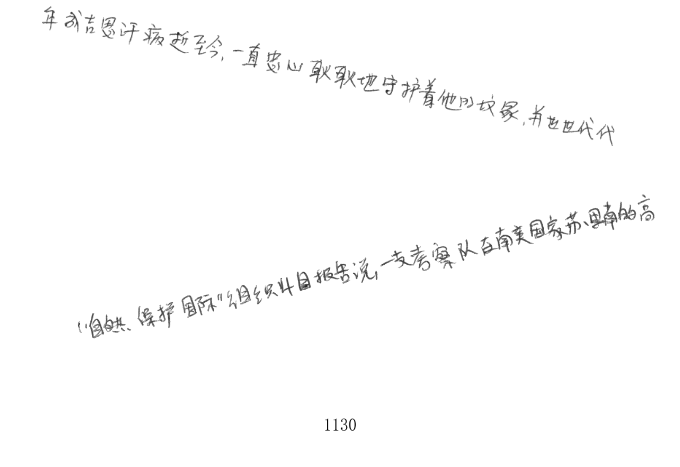 年成吉思汗病逝至今,一直忠心耿耿地守护着他的坟冢,并世世代代
“自然保护国际”组织4日报告说,一支考察队在南美国家苏里南的高
1130